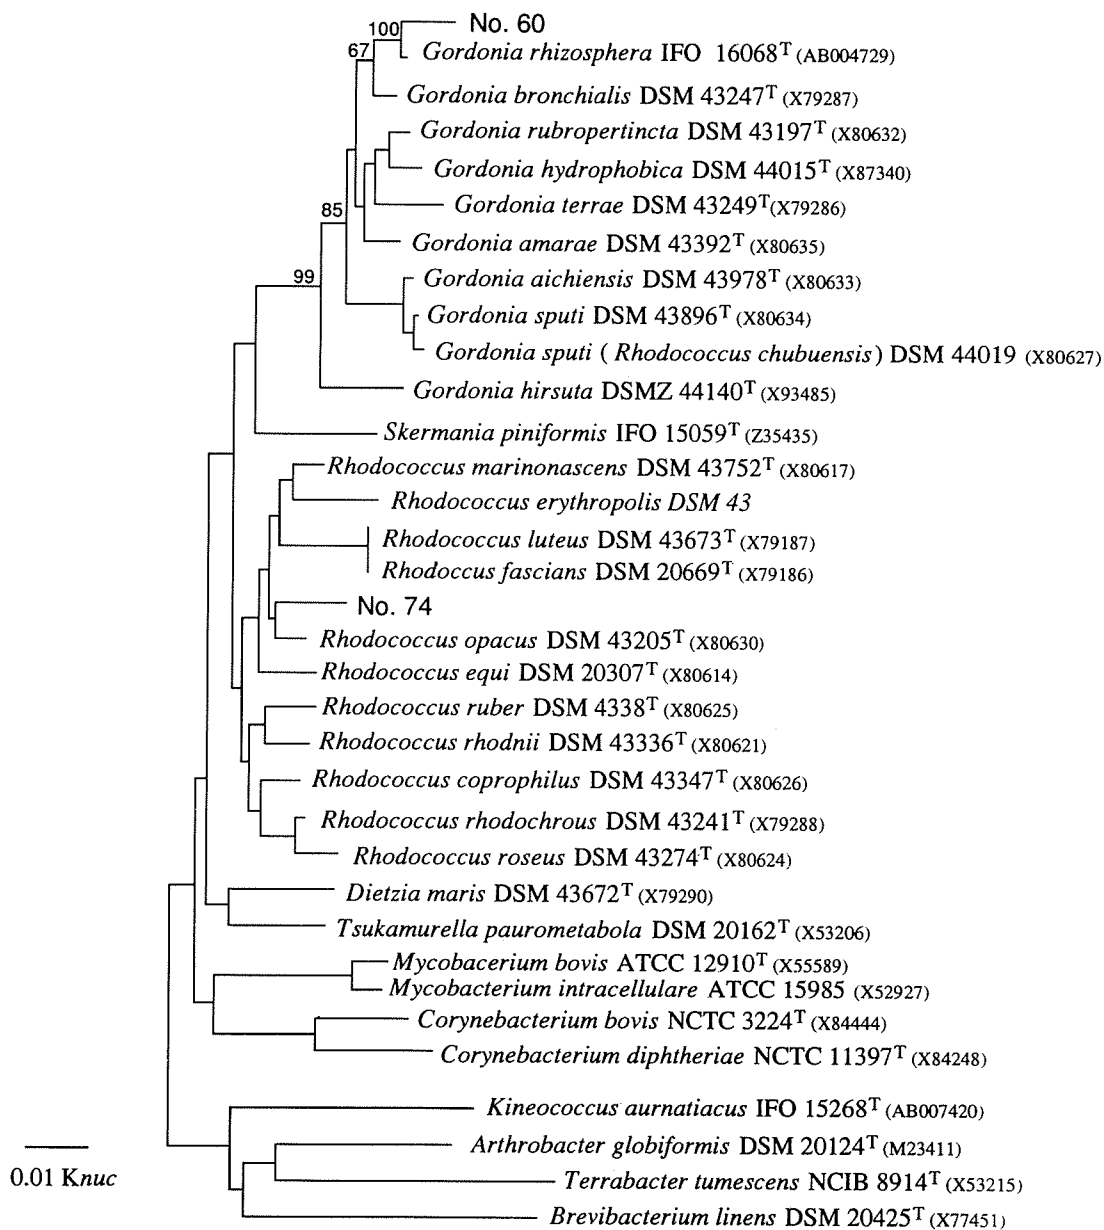 100 No. 60
67 Gordonia rhizosphera IFO 16068T (AB004729)
Gordonia bronchialis DSM 43247T (X79287)
Gordonia rubropertincta DSM 43197T (X80632)
Gordonia hydrophobica DSM 44015T (X87340)
85 Gordonia terrae DSM 43249T(X79286)
Gordonia amarae DSM 43392T (X80635)
99 Gordonia aichiensis DSM 43978T (X80633)
Gordonia sputi DSM 43896T (X80634)
Gordonia sputi ( Rhodococcus chubuensis) DSM 44019 (X80627)
Gordonia hirsuta DSMZ 44140T (X93485)
Skermania piniformis IFO 15059T (Z35435)
Rhodococcus marinonascens DSM 43752T (X80617)
Rhodococcus erythropolis DSM 43
Rhodococcus luteus DSM 43673T (X79187)
Rhodoccus fascians DSM 20669T (X79186)
No. 74
Rhodococcus opacus DSM 43205T (X80630)
Rhodococcus equi DSM 20307T (X80614)
Rhodococcus ruber DSM 4338T (X80625)
Rhodococcus rhodnii DSM 43336T (X80621)
Rhodococcus coprophilus DSM 43347T (X80626)
Rhodococcus rhodochrous DSM 43241T (X79288)
Rhodococcus roseus DSM 43274T (X80624)
Dietzia maris DSM 43672T (X79290)
Tsukamurella paurometabola DSM 20162T (X53206)
Mycobacerium bovis ATCC 12910T (X55589)
Mycobacterium intracellulare ATCC 15985 (X52927)
Corynebacterium bovis NCTC 3224T (X84444)
Corynebacterium diphtheriae NCTC 11397T (X84248)
Kineococcus aurnatiacus IFO 15268T (AB007420)
Arthrobacter globiformis DSM 20124T (M23411)
0.01 Knuc Terrabacter tumescens NCIB 8914T (X53215)
Brevibacterium linens DSM 20425T (X77451)